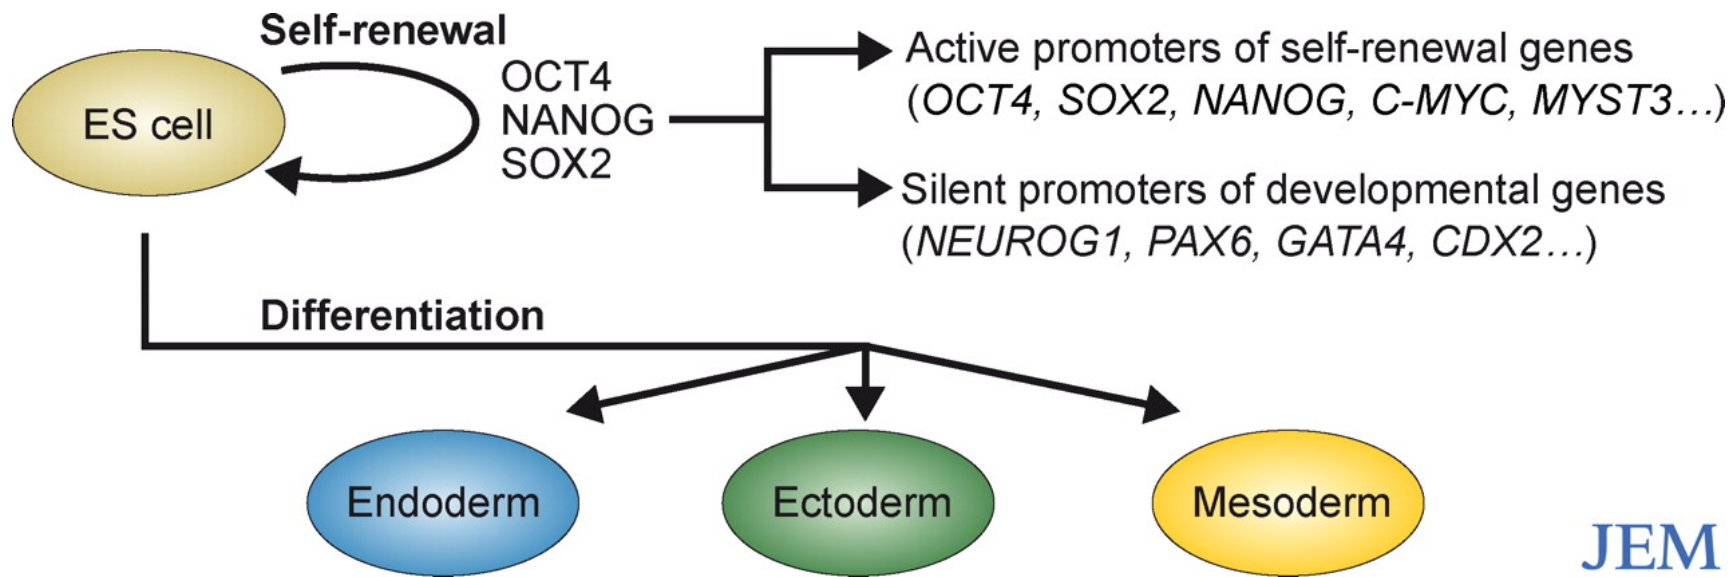 Self-renewal
ES cell
OCT4
NANOG
SOX2
Active promoters of self-renewal genes
(OCT4, SOX2, NANOG, C-MYC, MYST3…)
Silent promoters of developmental genes
(NEUROG1, PAX6, GATA4, CDX2…)
Differentiation
Endoderm
Ectoderm
Mesoderm
JEM